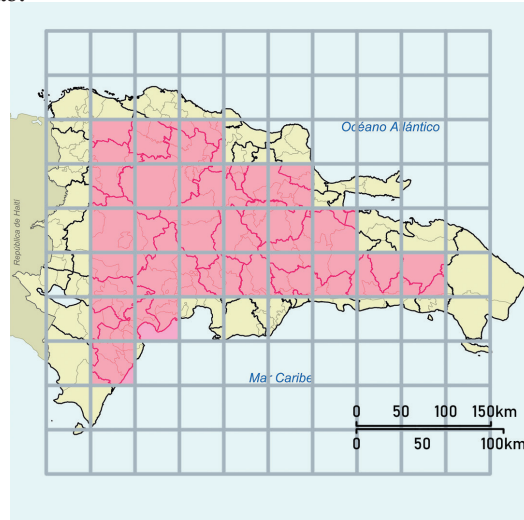 Océano Atlántico
República de Haití
Mar Caribe
0 50 100 150km
0 50 100km